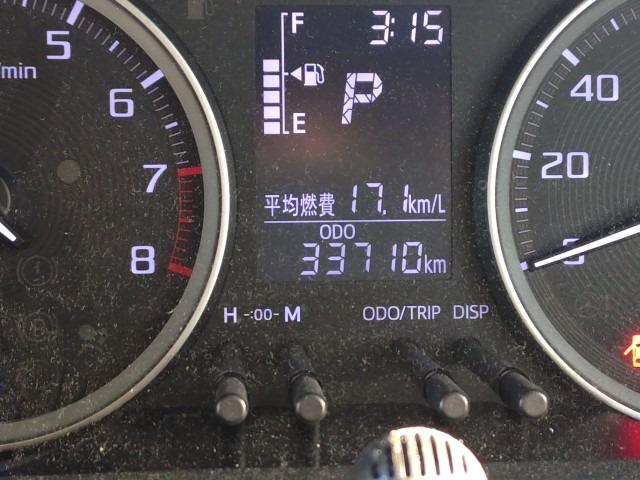 F
3:15
P
E
平均燃費 17.1km/L
ODO
33710km
H -:00- M
ODO/TRIP DISP
5
/min
6
7
8
40
20
0